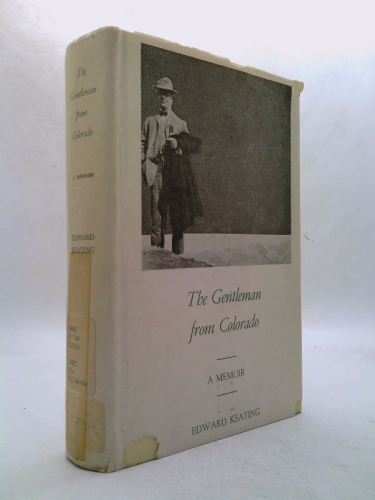 The
Gentleman
from
Colorado
A MEMOIR
EDWARD
KEATING
The Gentleman
from Colorado
A MEMOIR
EDWARD KEATING